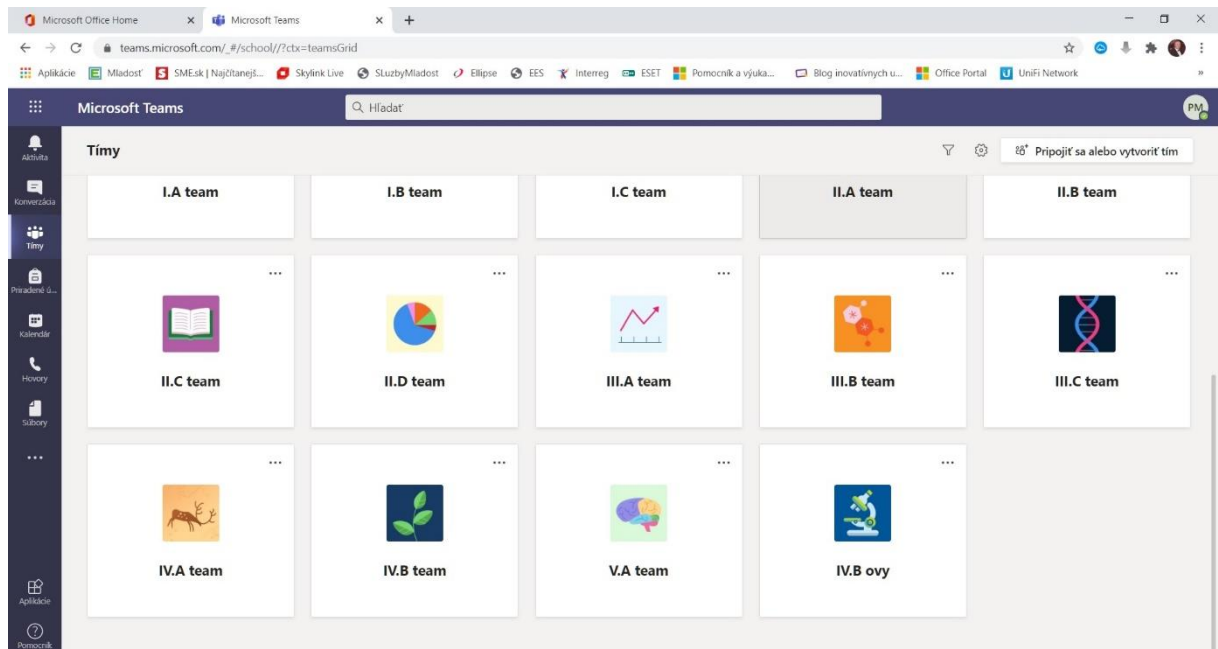 Microsoft Office Home
Microsoft Teams
teams.microsoft.com/_#/school//?ctx=teamsGrid
Aplikácie
Mladosť
SME.sk | Najčítanejš...
Skylink Live
SLuzbyMladost
Ellipse
EES
Interreg
ESET
Pomocník a výuka...
Blog inovatívnych u...
Office Portal
UniFi Network
»
Microsoft Teams
Hľadať
PM
Aktivita
Konverzácia
Tímy
Priradené ú...
Kalendár
Hovory
Súbory
Aplikácie
Pomocník
Tímy
Pripojiť sa alebo vytvoriť tím
I.A team
I.B team
I.C team
II.A team
II.B team
II.C team
II.D team
III.A team
III.B team
III.C team
IV.A team
IV.B team
V.A team
IV.B ovy